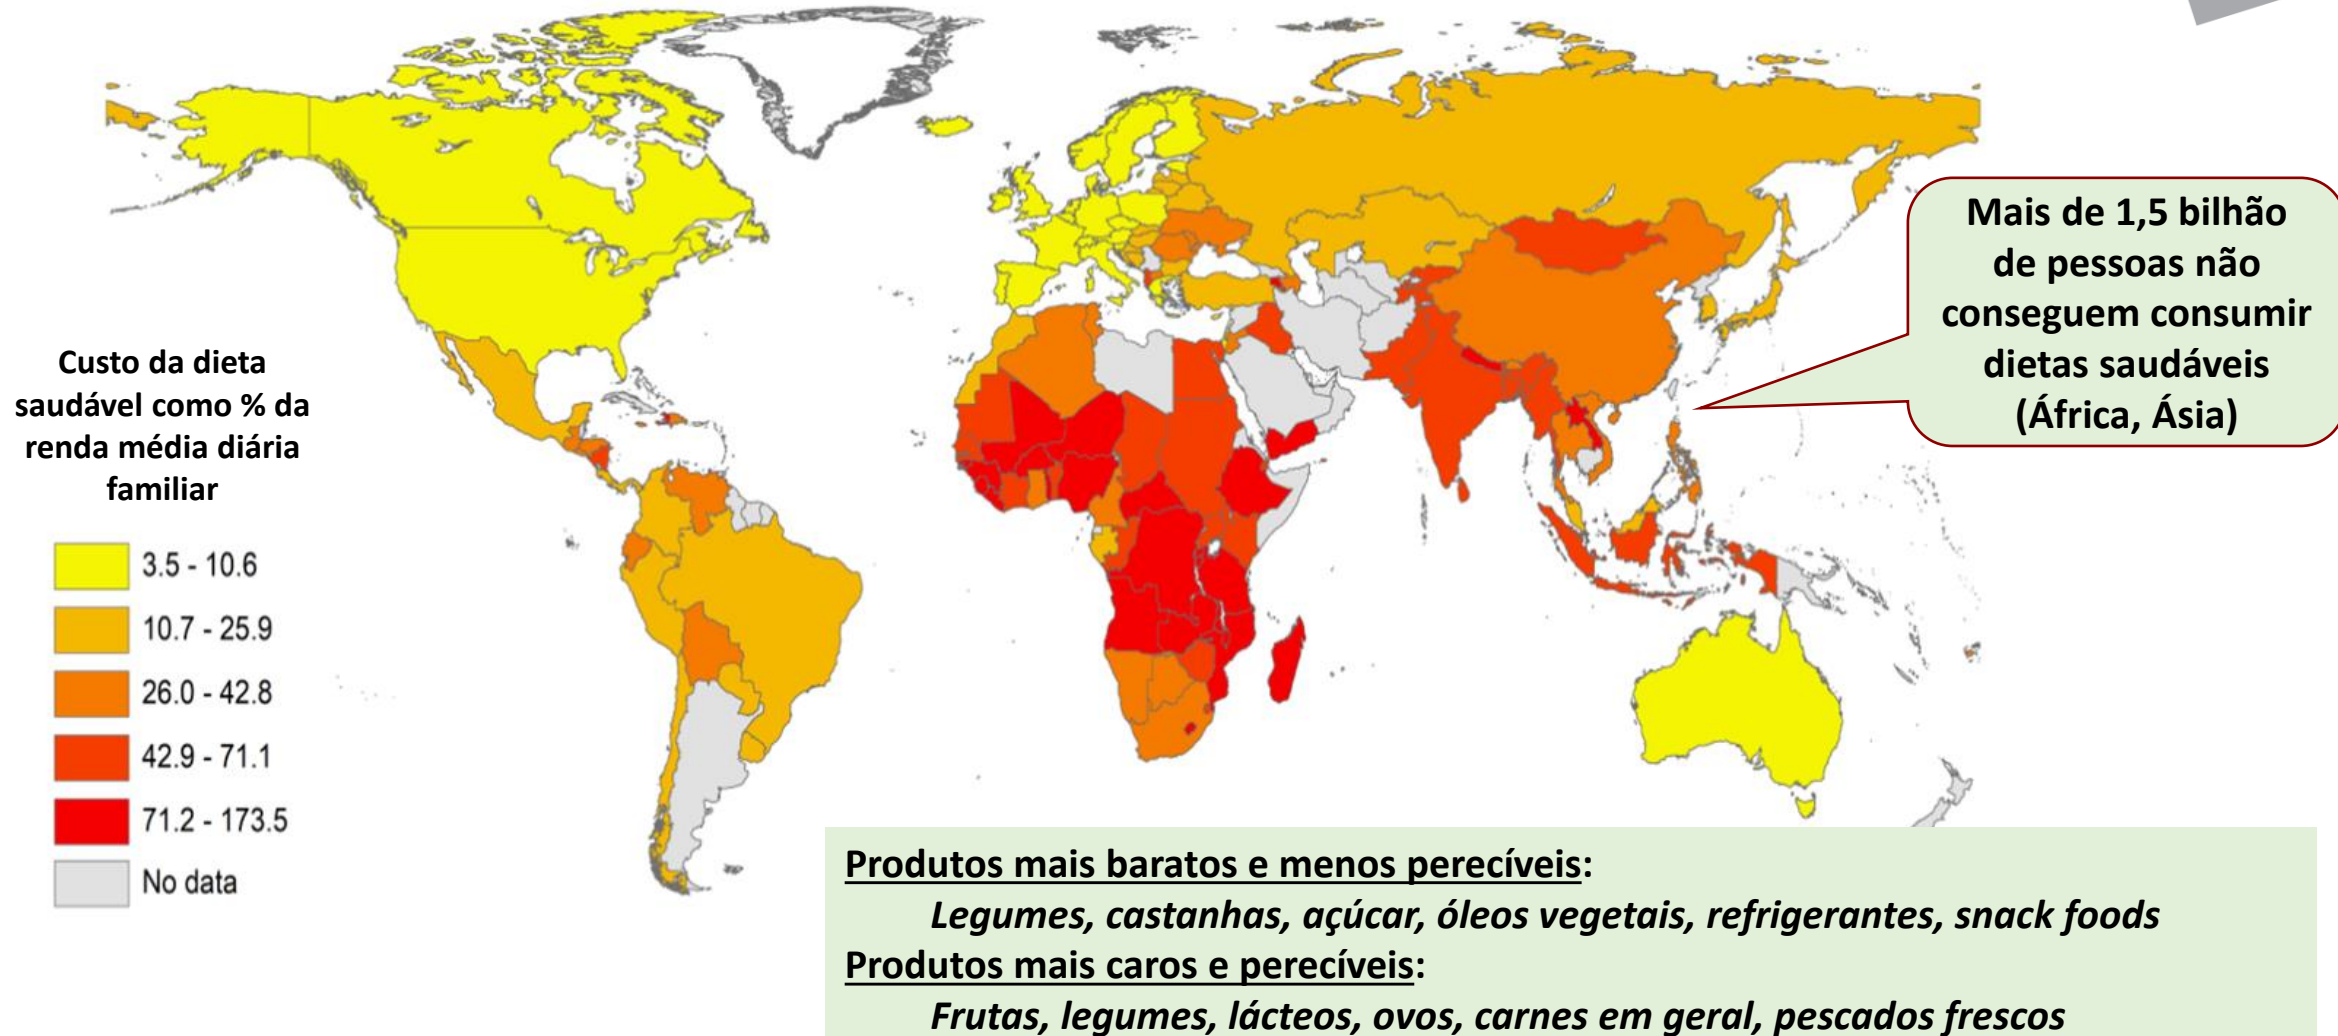 Mais de 1,5 bilhão
de pessoas não
conseguem consumir
dietas saudáveis
(África, Ásia)
Custo da dieta
saudável como % da
renda média diária
familiar
3.5 - 10.6
10.7 - 25.9
26.0 - 42.8
42.9 - 71.1
71.2 - 173.5
No data
Produtos mais baratos e menos perecíveis:
Legumes, castanhas, açúcar, óleos vegetais, refrigerantes, snack foods
Produtos mais caros e perecíveis:
Frutas, legumes, lácteos, ovos, carnes em geral, pescados frescos